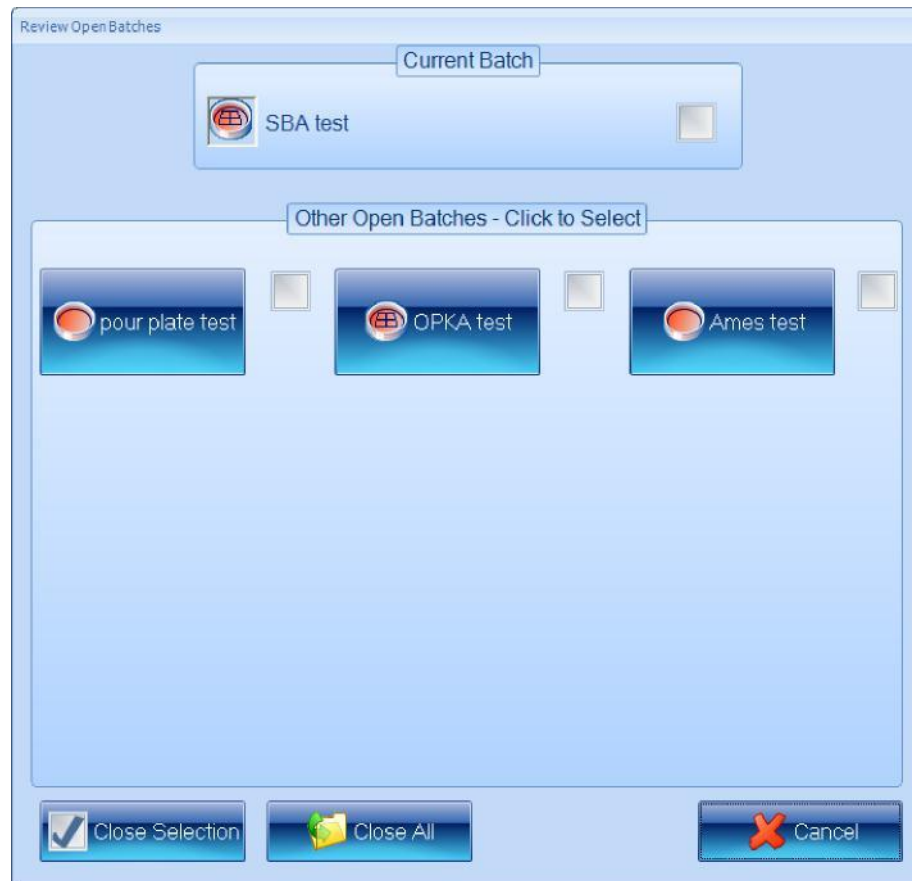 Review Open Batches
Current Batch
SBA test
Other Open Batches - Click to Select
pour plate test
OPKA test
Ames test
Close Selection
Close All
Cancel